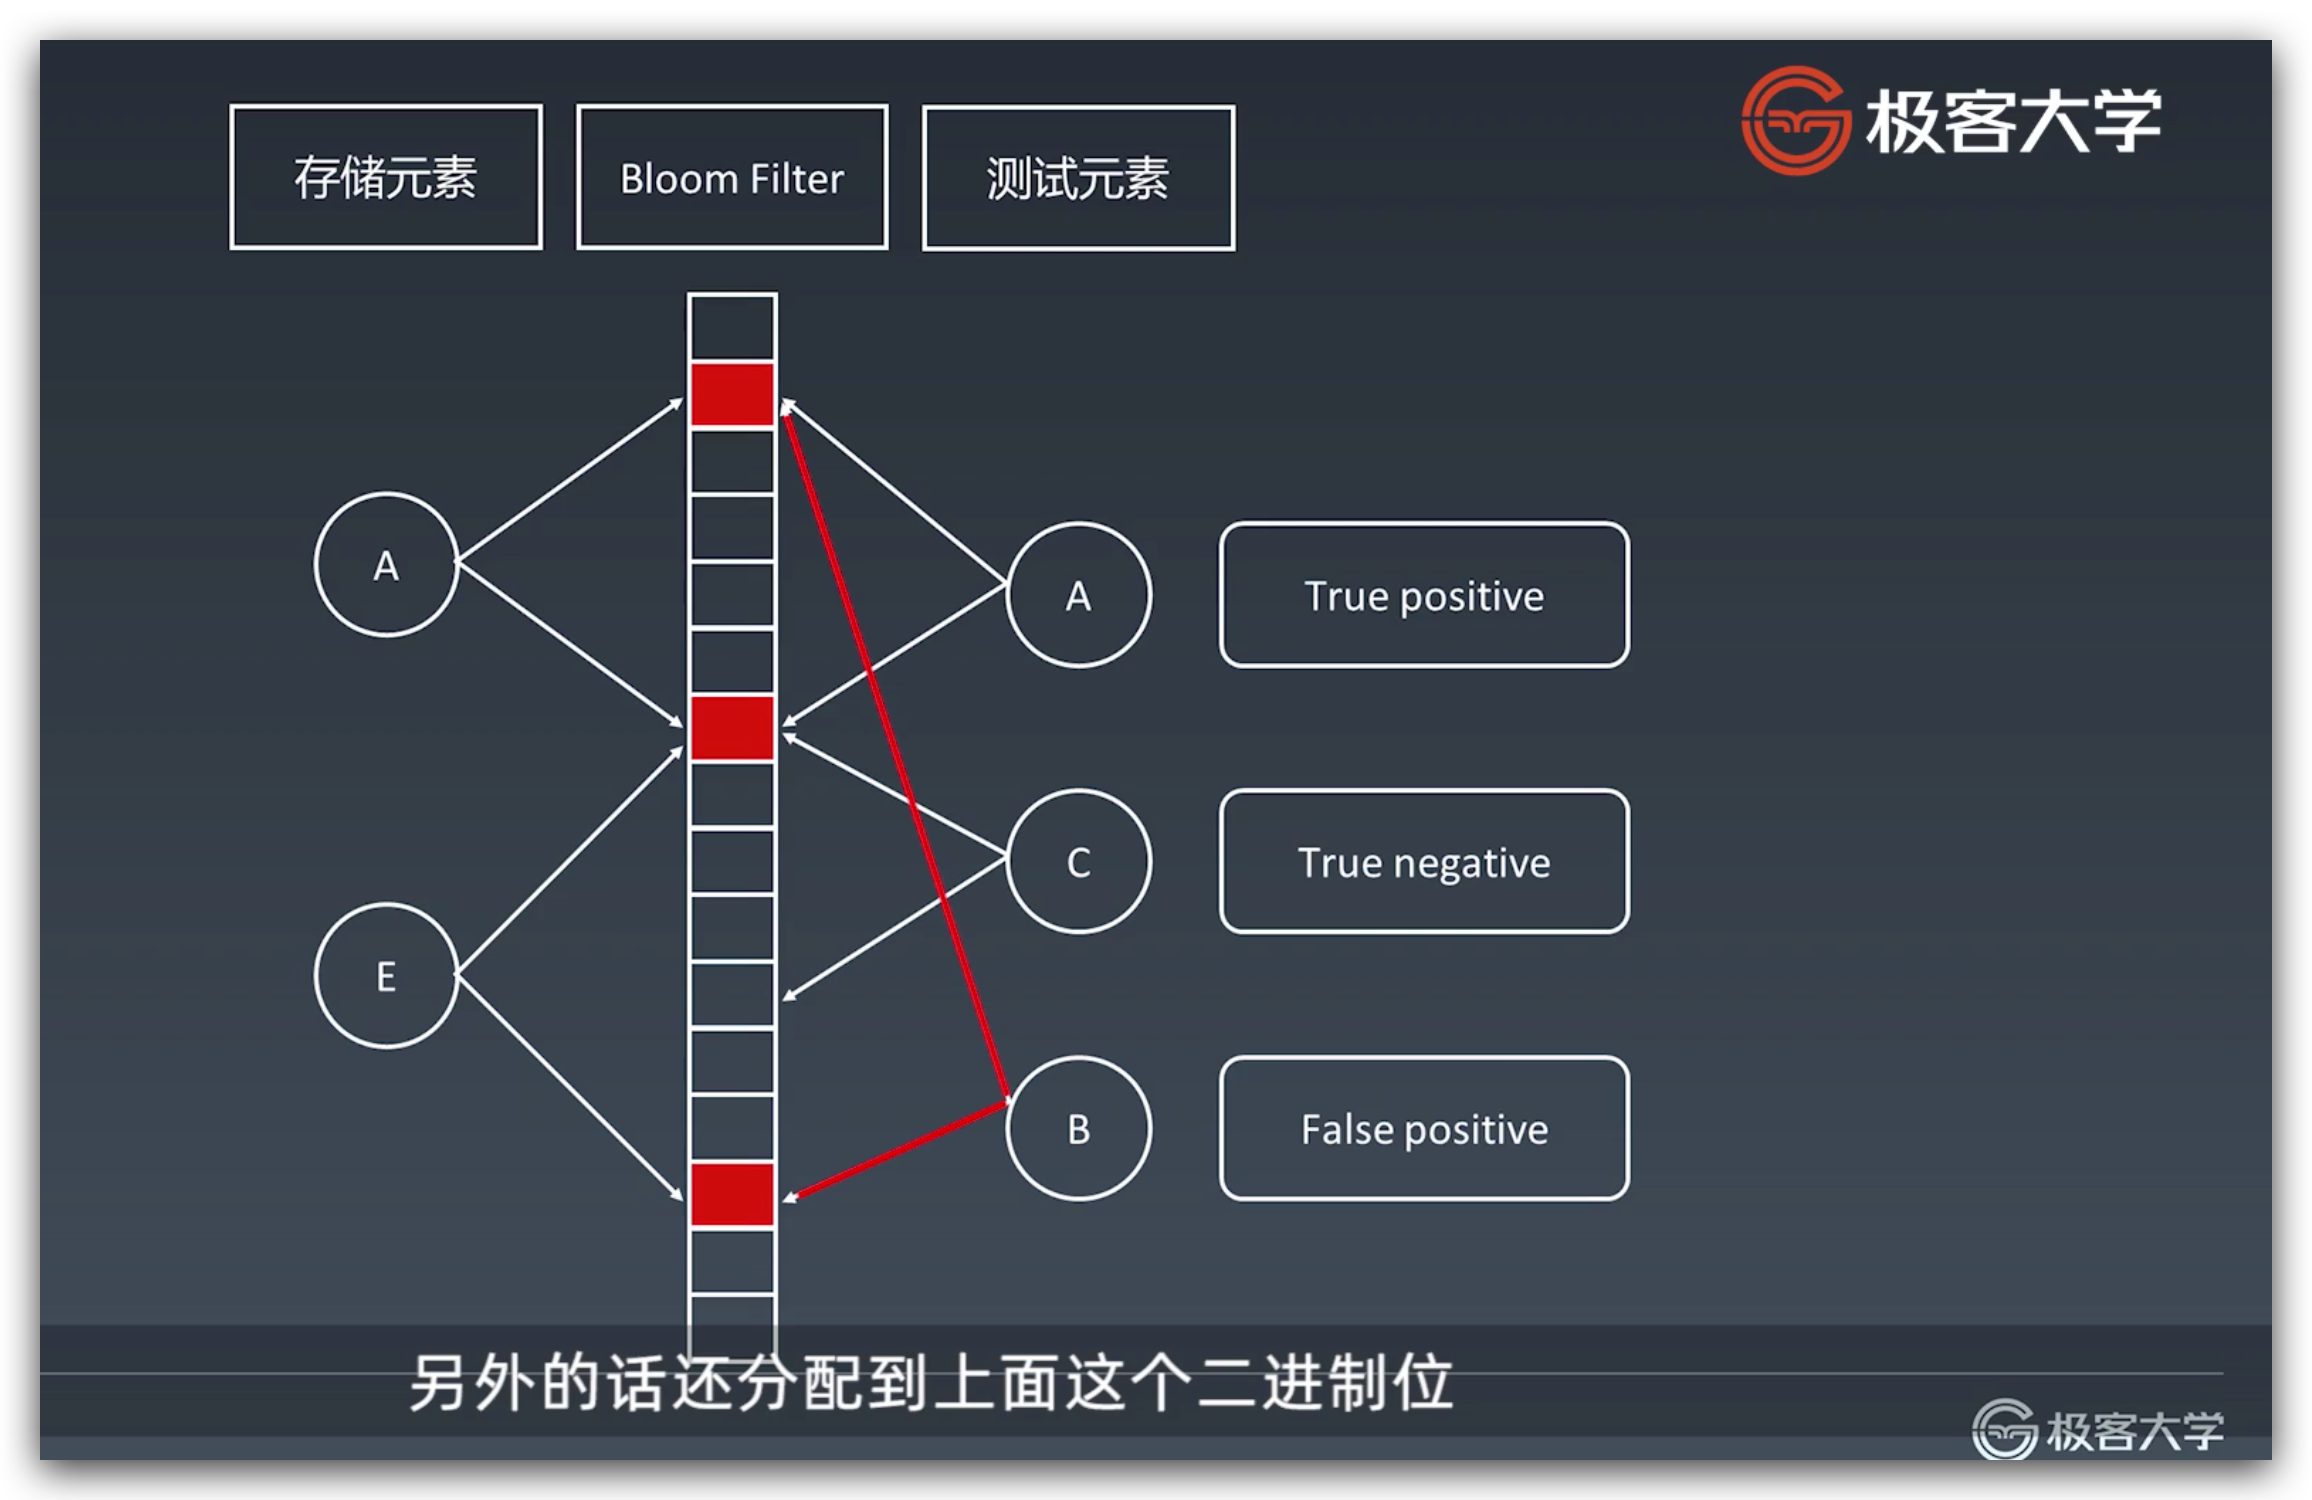 极客大学
存储元素
Bloom Filter
测试元素
A
A
True positive
C
True negative
E
B
False positive
另外的话还分配到上面这个二进制位
极客大学